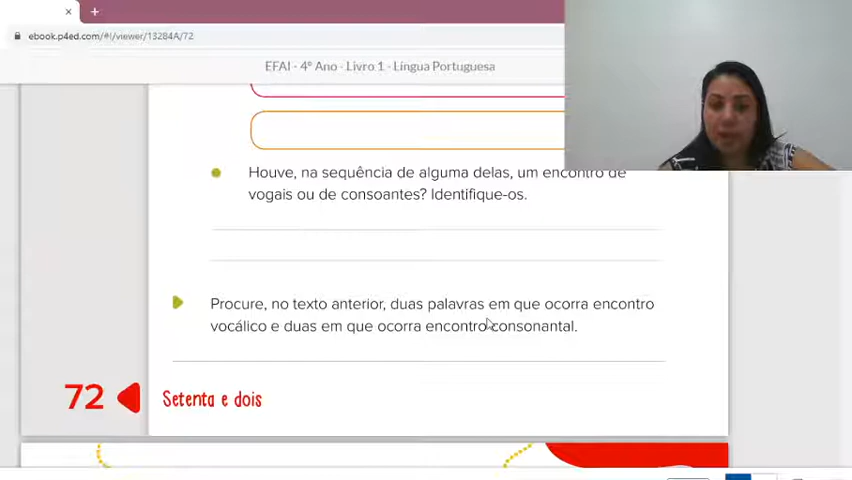 ebook.p4ed.com/#/viewer/13284A/72
EFAI - 4º Ano - Livro 1 - Língua Portuguesa
Houve, na sequência de alguma delas, um encontro de
vogais ou de consoantes? Identifique-os.
Procure, no texto anterior, duas palavras em que ocorra encontro
vocálico e duas em que ocorra encontro consonantal.
72
Setenta e dois